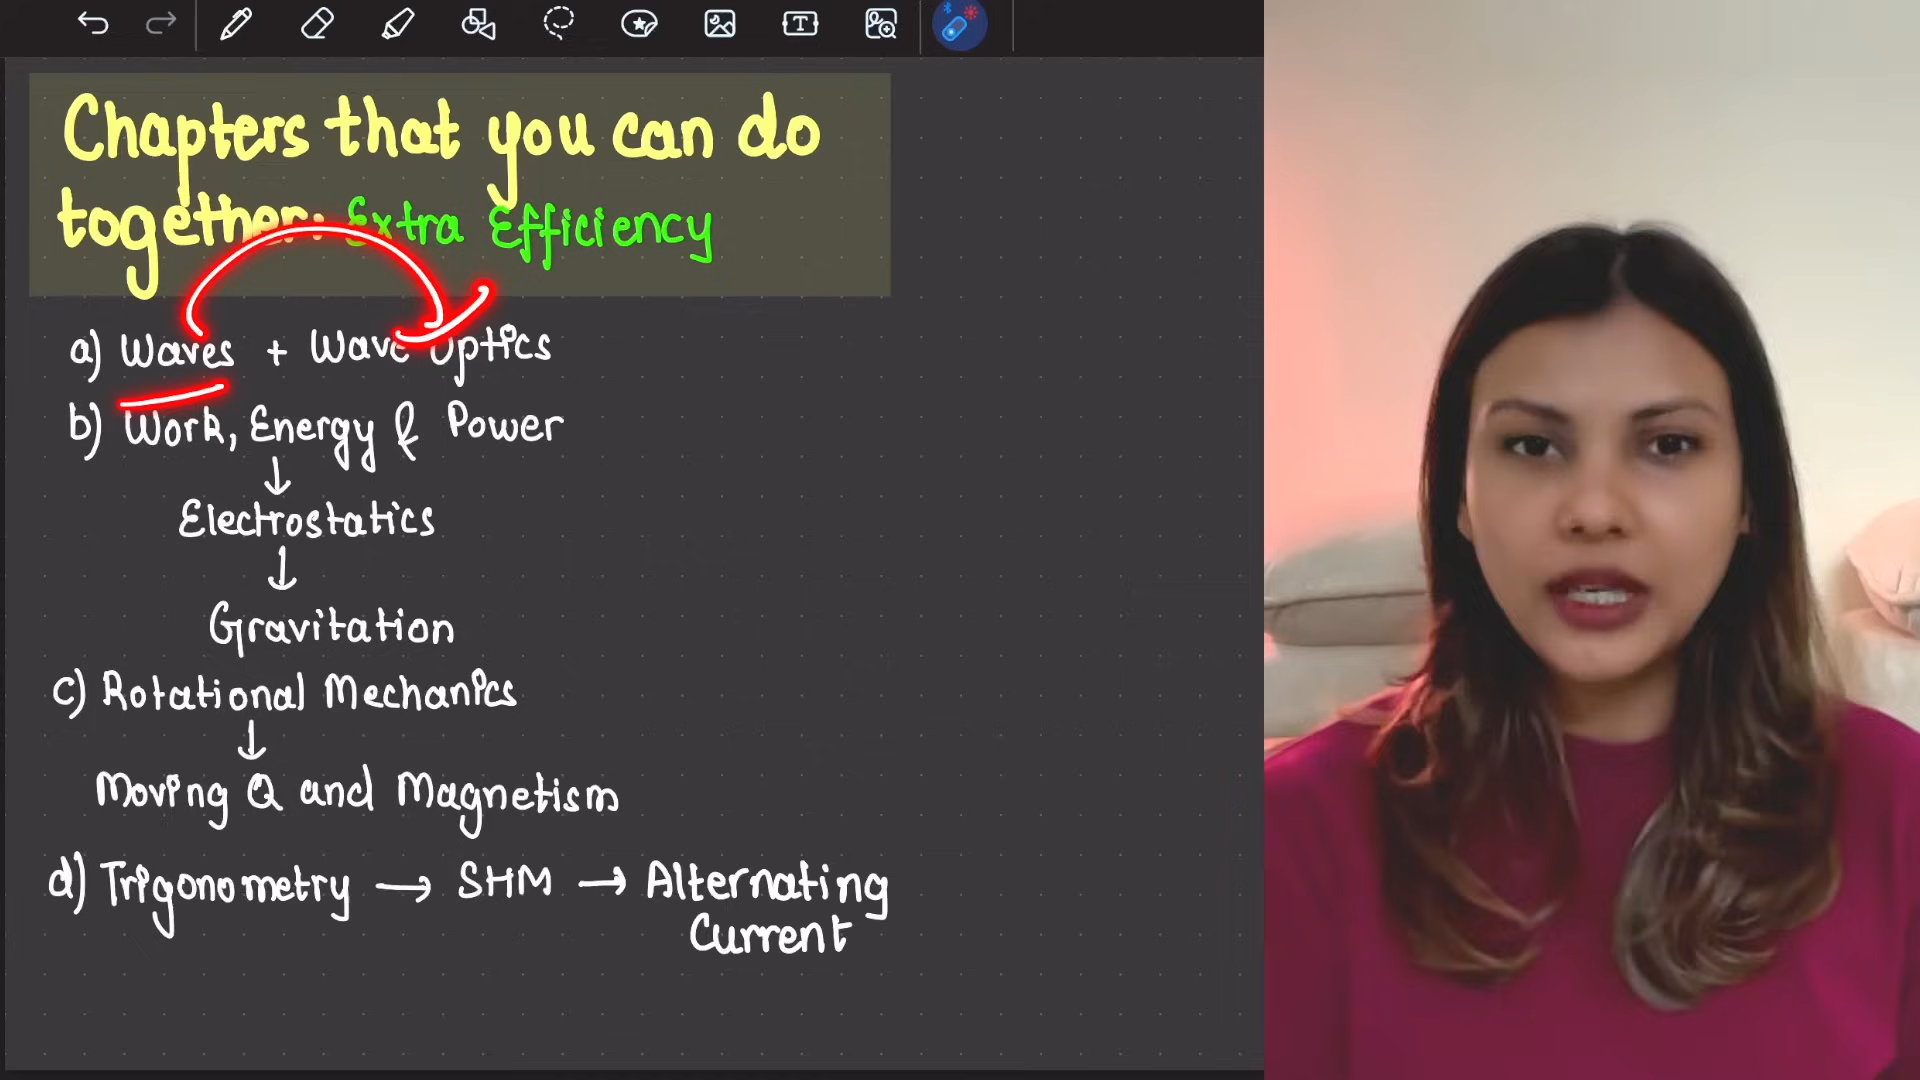 Chapters that you can do
together: Extra Efficiency
a) Waves + Wave Optics
b) Work, Energy & Power
↓
Electrostatics
↓
Gravitation
c) Rotational Mechanics
↓
Moving Q and Magnetism
d) Trigonometry → SHM → Alternating
Current